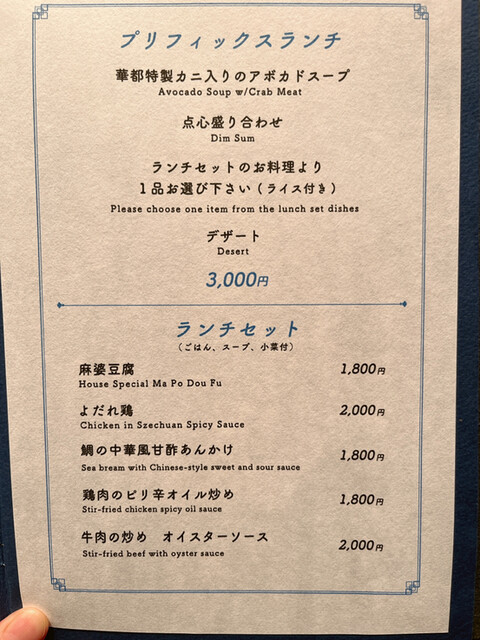 プリフィックスランチ
華都特製カニ入りのアボカドスープ
Avocado Soup w/Crab Meat
点心盛り合わせ
Dim Sum
ランチセットのお料理より
1品お選び下さい（ライス付き）
Please choose one item from the lunch set dishes
デザート
Desert
3,000円
ランチセット
（ごはん、スープ、小菜付）
麻婆豆腐 1,800円
House Special Ma Po Dou Fu
よだれ鶏 2,000円
Chicken in Szechuan Spicy Sauce
鯛の中華風甘酢あんかけ 1,800円
Sea bream with Chinese-style sweet and sour sauce
鶏肉のピリ辛オイル炒め 1,800円
Stir-fried chicken spicy oil sauce
牛肉の炒め　オイスターソース 2,000円
Stir-fried beef with oyster sauce